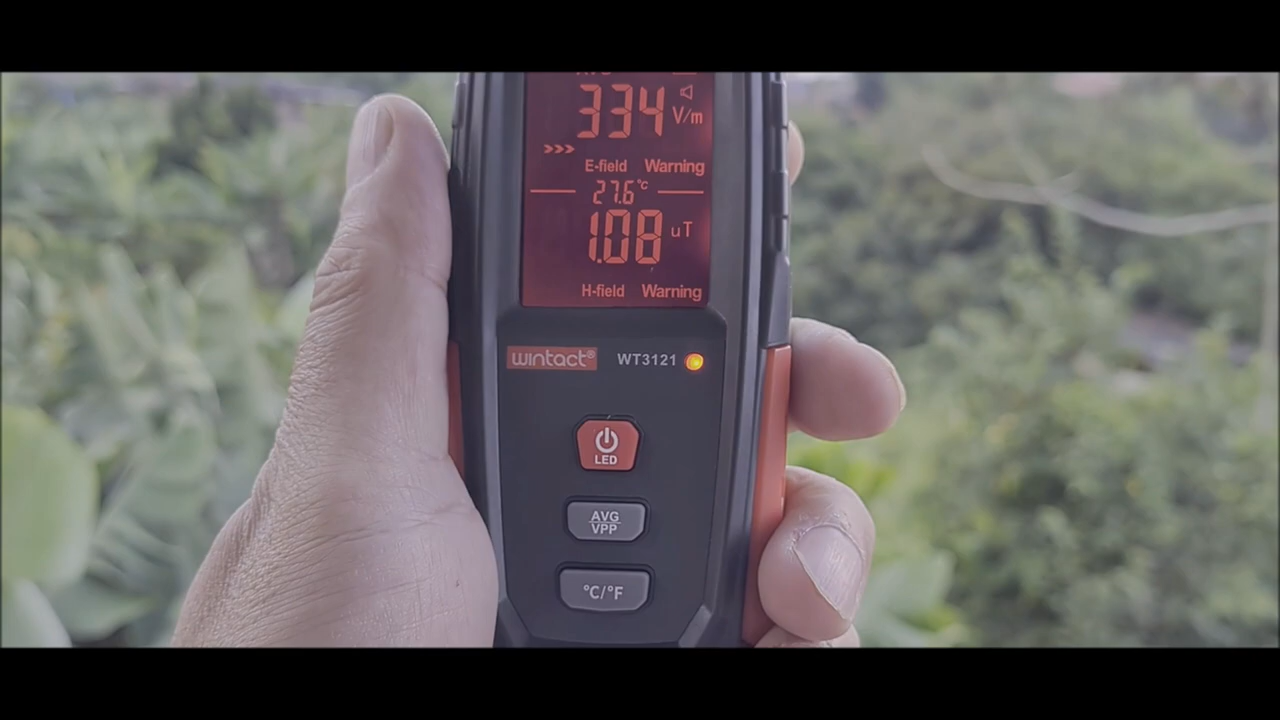 334 V/m
>>>
E-field Warning
27.6 °C
1.08 uT
H-field Warning
wintact® WT3121
LED
AVG
VPP
°C/°F